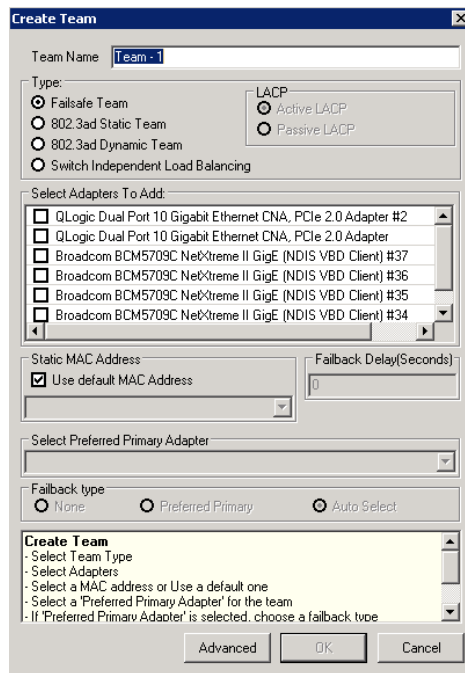 Create Team
Team Name Team - 1
Type:
Failsafe Team
802.3ad Static Team
802.3ad Dynamic Team
Switch Independent Load Balancing
LACP
Active LACP
Passive LACP
Select Adapters To Add:
QLogic Dual Port 10 Gigabit Ethernet CNA, PCIe 2.0 Adapter #2
QLogic Dual Port 10 Gigabit Ethernet CNA, PCIe 2.0 Adapter
Broadcom BCM5709C NetXtreme II GigE (NDIS VBD Client) #37
Broadcom BCM5709C NetXtreme II GigE (NDIS VBD Client) #36
Broadcom BCM5709C NetXtreme II GigE (NDIS VBD Client) #35
Broadcom BCM5709C NetXtreme II GigE (NDIS VBD Client) #34
Static MAC Address
Use default MAC Address
Failback Delay(Seconds)
0
Select Preferred Primary Adapter
Failback type
None Preferred Primary Auto Select
Create Team
- Select Team Type
- Select Adapters
- Select a MAC address or Use a default one
- Select a 'Preferred Primary Adapter' for the team
- If 'Preferred Primary Adapter' is selected, choose a failback type
Advanced OK Cancel